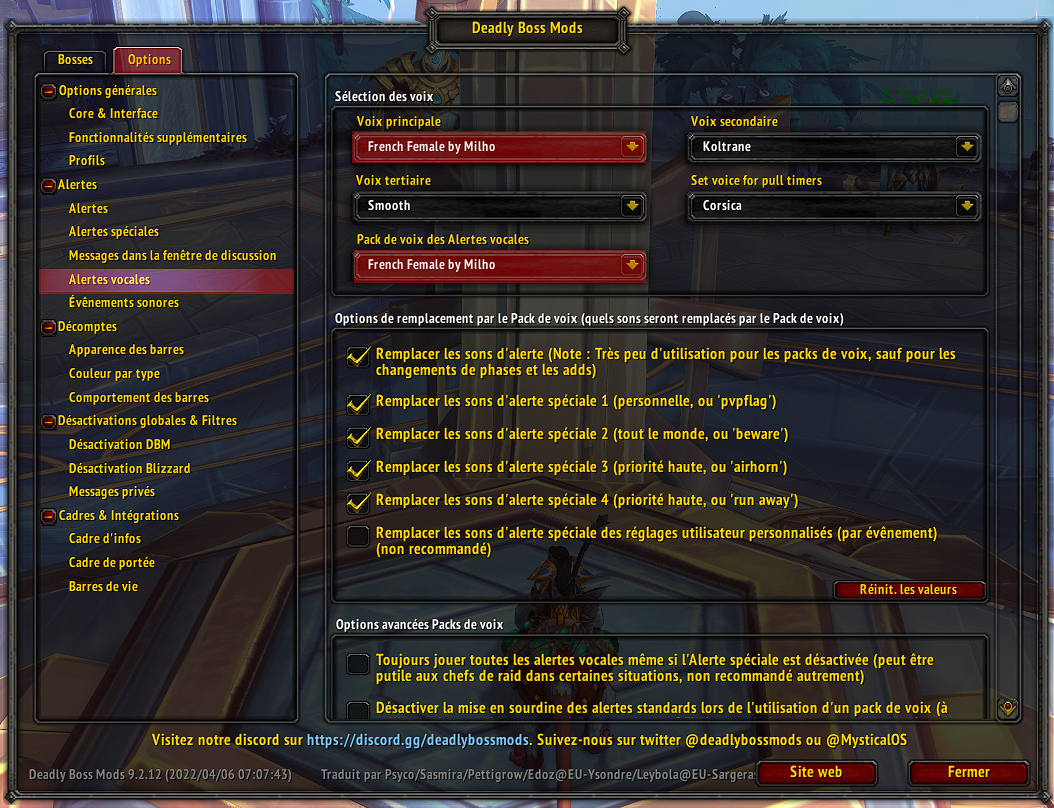 Deadly Boss Mods
Bosses
Options
Options générales
Core & Interface
Fonctionnalités supplémentaires
Profils
Alertes
Alertes
Alertes spéciales
Messages dans la fenêtre de discussion
Alertes vocales
Évênements sonores
Décomptes
Apparence des barres
Couleur par type
Comportement des barres
Désactivations globales & Filtres
Désactivation DBM
Désactivation Blizzard
Messages privés
Cadres & Intégrations
Cadre d'infos
Cadre de portée
Barres de vie
Sélection des voix
Voix principale
French Female by Milho
Voix secondaire
Koltrane
Voix tertiaire
Smooth
Set voice for pull timers
Corsica
Pack de voix des Alertes vocales
French Female by Milho
Options de remplacement par le Pack de voix (quels sons seront remplacés par le Pack de voix)
Remplacer les sons d'alerte (Note : Très peu d'utilisation pour les packs de voix, sauf pour les
changements de phases et les adds)
Remplacer les sons d'alerte spéciale 1 (personnelle, ou 'pvpflag')
Remplacer les sons d'alerte spéciale 2 (tout le monde, ou 'beware')
Remplacer les sons d'alerte spéciale 3 (priorité haute, ou 'airhorn')
Remplacer les sons d'alerte spéciale 4 (priorité haute, ou 'run away')
Remplacer les sons d'alerte spéciale des réglages utilisateur personnalisés (par évênement)
(non recommandé)
Réinit. les valeurs
Options avancées Packs de voix
Toujours jouer toutes les alertes vocales même si l'Alerte spéciale est désactivée (peut être
putile aux chefs de raid dans certaines situations, non recommandé autrement)
Désactiver la mise en sourdine des alertes standards lors de l'utilisation d'un pack de voix (à
Visitez notre discord sur https://discord.gg/deadlybossmods. Suivez-nous sur twitter @deadlybossmods ou @MysticalOS
Deadly Boss Mods 9.2.12 (2022/04/06 07:07:43)
Traduit par Psyco/Sasmira/Pettigrow/Edoz@EU-Ysondre/Leybola@EU-Sargeras
Site web
Fermer